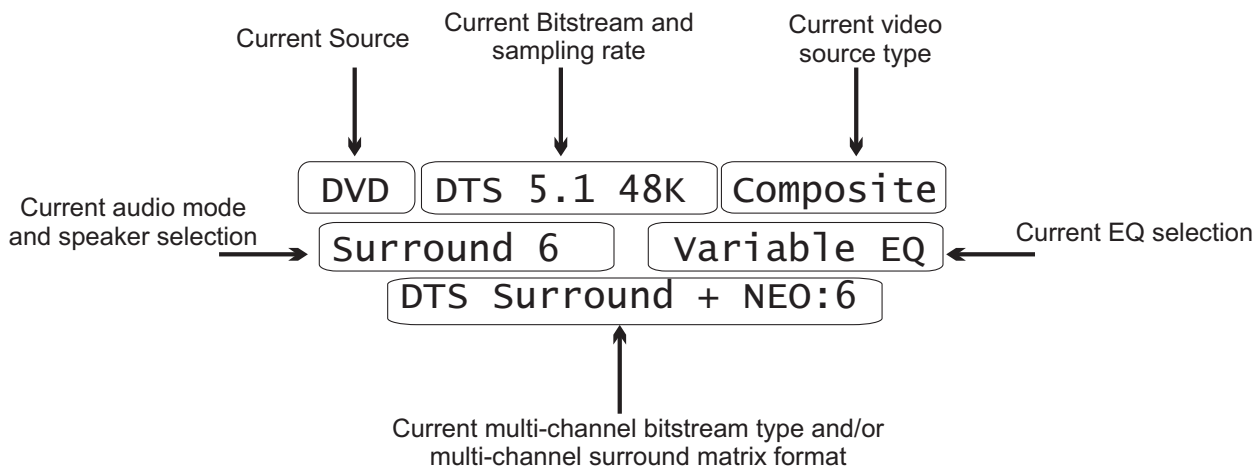 Current Source
Current Bitstream and
sampling rate
Current video
source type
DVD DTS 5.1 48K Composite
Current audio mode
and speaker selection
Surround 6 Variable EQ
Current EQ selection
DTS Surround + NEO:6
Current multi-channel bitstream type and/or
multi-channel surround matrix format